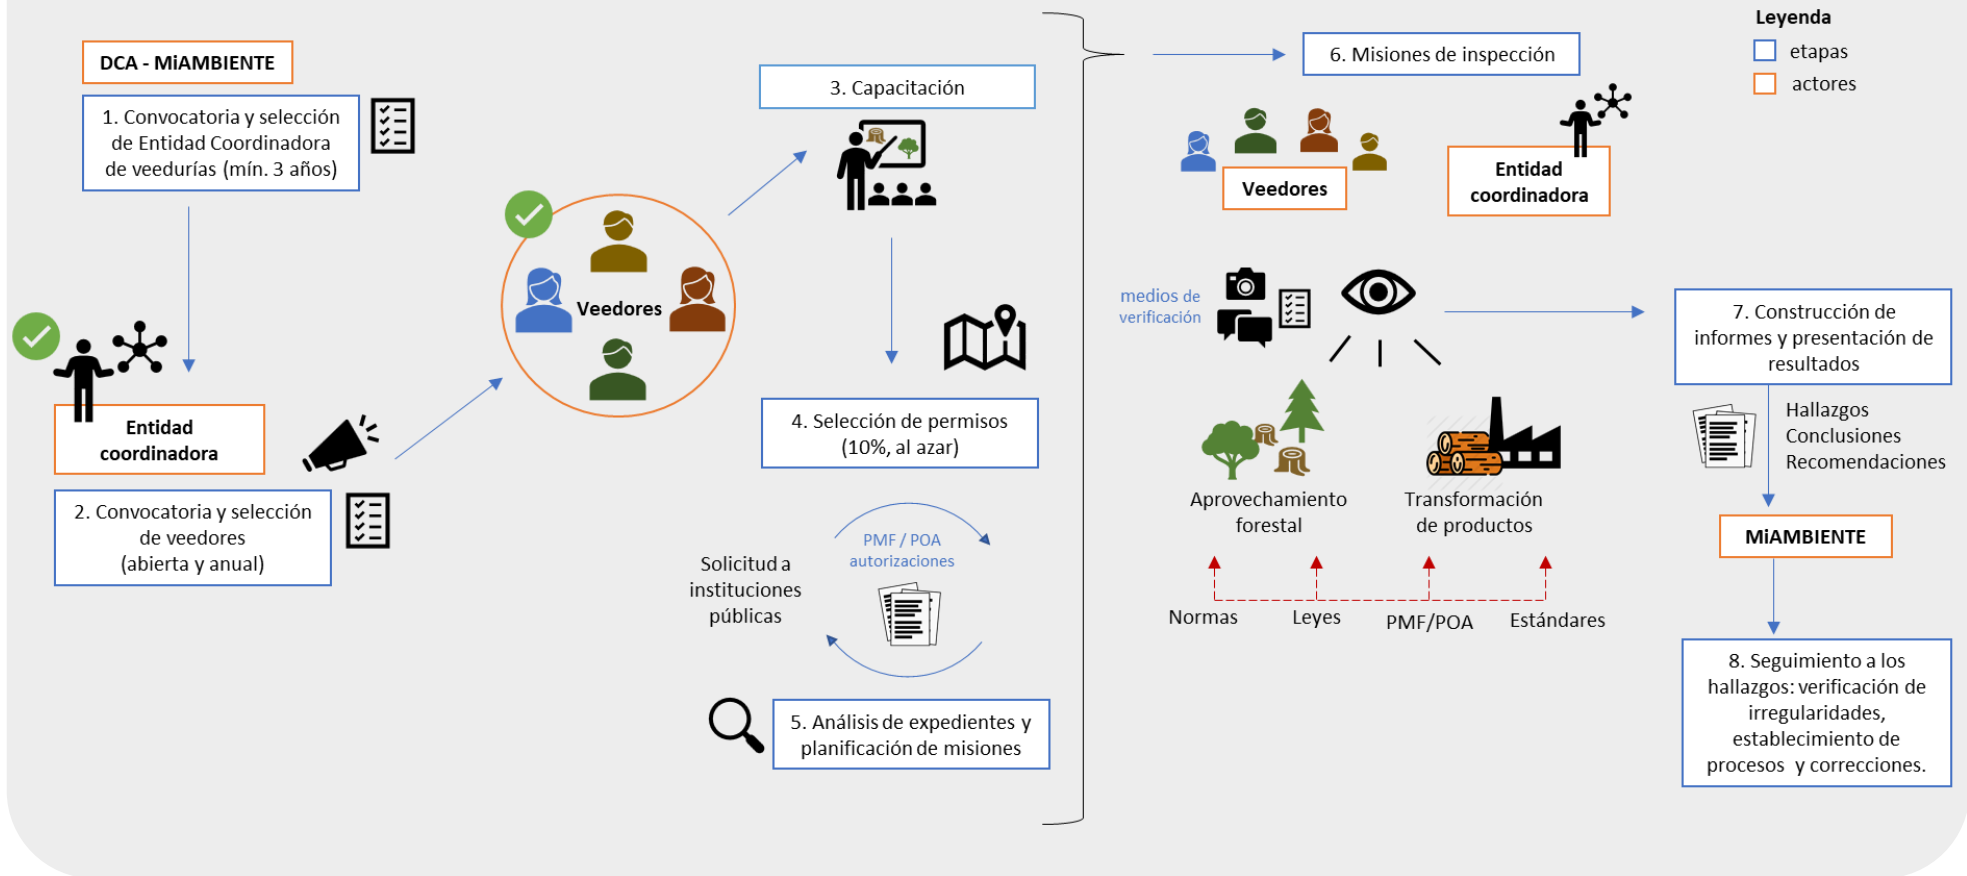 DCA - MiAMBIENTE
1. Convocatoria y selección
de Entidad Coordinadora
de veedurías (mín. 3 años)
Entidad
coordinadora
2. Convocatoria y selección
de veedores
(abierta y anual)
Veedores
3. Capacitación
4. Selección de permisos
(10%, al azar)
PMF / POA
autorizaciones
Solicitud a
instituciones
públicas
5. Análisis de expedientes y
planificación de misiones
6. Misiones de inspección
Veedores
Entidad
coordinadora
medios de
verificación
Aprovechamiento
forestal
Transformación
de productos
Normas
Leyes
PMF/POA
Estándares
Leyenda
etapas
actores
7. Construcción de
informes y presentación de
resultados
Hallazgos
Conclusiones
Recomendaciones
MiAMBIENTE
8. Seguimiento a los
hallazgos: verificación de
irregularidades,
establecimiento de
procesos y correcciones.